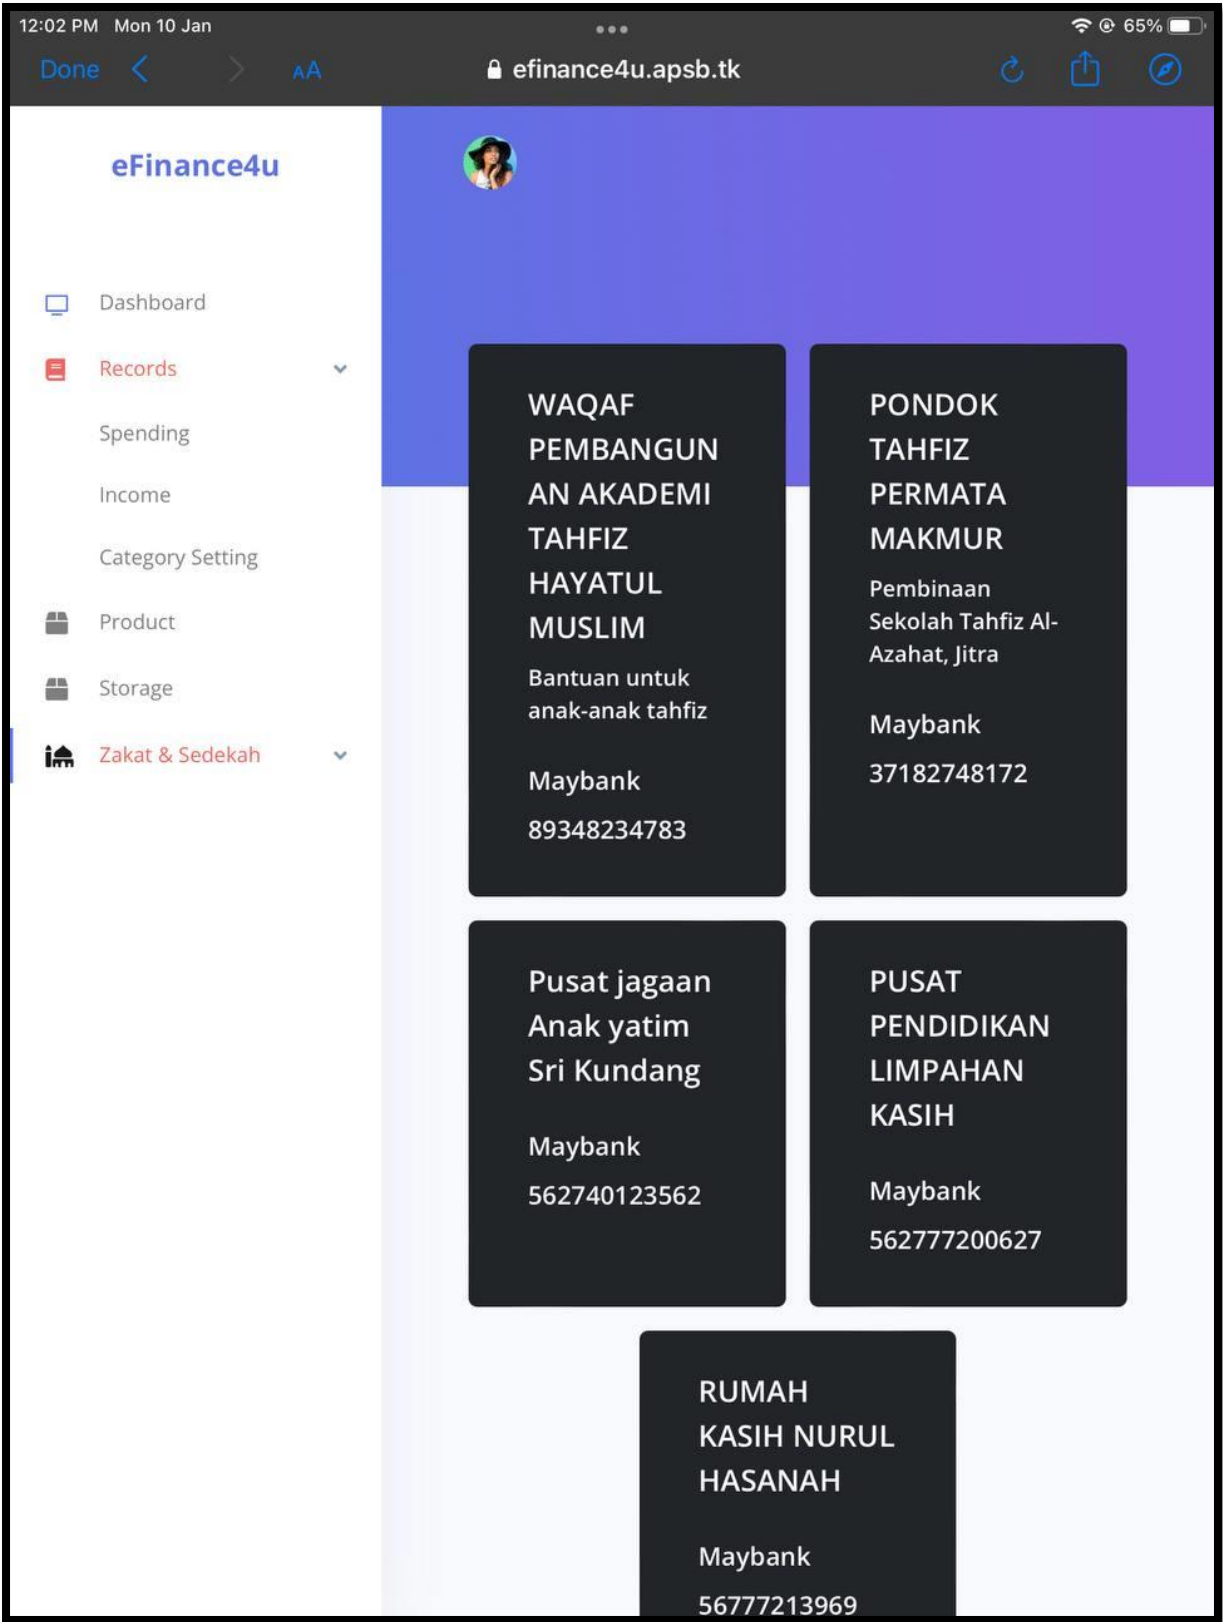 12:02 PM Mon 10 Jan
65%
Done
AA
efinance4u.apsb.tk
eFinance4u
Dashboard
Records
Spending
Income
Category Setting
Product
Storage
Zakat & Sedekah
WAQAF
PEMBANGUN
AN AKADEMI
TAHFIZ
HAYATUL
MUSLIM
Bantuan untuk
anak-anak tahfiz
Maybank
89348234783
PONDOK
TAHFIZ
PERMATA
MAKMUR
Pembinaan
Sekolah Tahfiz Al-
Azahat, Jitra
Maybank
37182748172
Pusat jagaan
Anak yatim
Sri Kundang
Maybank
562740123562
PUSAT
PENDIDIKAN
LIMPAHAN
KASIH
Maybank
562777200627
RUMAH
KASIH NURUL
HASANAH
Maybank
56777213969